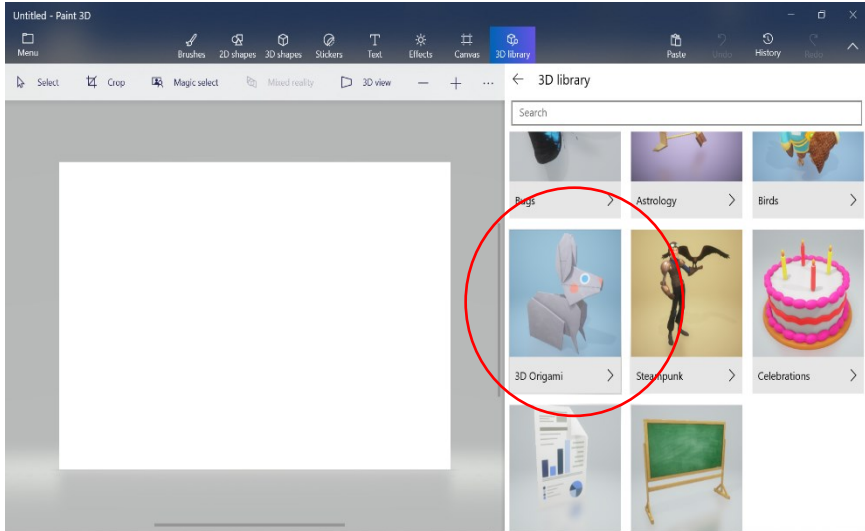 Untitled - Paint 3D
Menu
Brushes 2D shapes 3D shapes Stickers Text Effects Canvas 3D library Paste Undo History Redo
Select Crop Magic select Mixed reality 3D view
3D library
Search
Bugs Astrology Birds
3D Origami Steampunk Celebrations